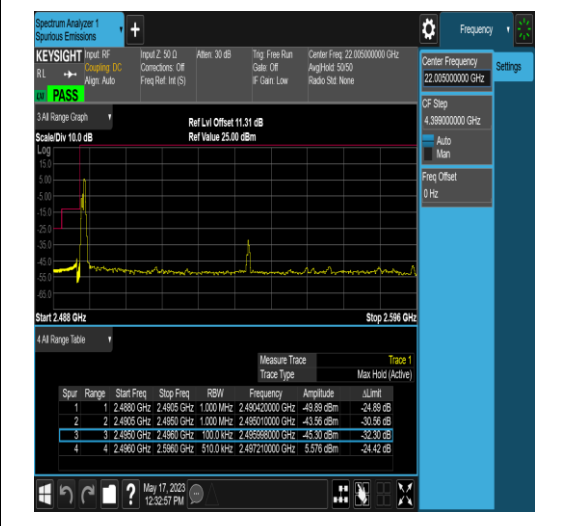 Spectrum Analyzer 1
Spurious Emissions
Frequency
KEYSIGHT Input: RF Input Z: 50 Ω Atten: 30 dB Trig: Free Run Center Freq: 22.005000000 GHz
RL Coupling: DC Corrections: Off Gate: Off Avg|Hold: 50/50
Align: Auto Freq Ref: Int (S) IF Gain: Low Radio Std: None
PASS
Center Frequency
22.005000000 GHz
Settings
CF Step
4.399000000 GHz
Auto
Man
Freq Offset
0 Hz
3 All Range Graph
Ref Lvl Offset 11.31 dB
Scale/Div 10.0 dB Ref Value 25.00 dBm
Log
15.0
5.00
-5.00
-15.0
-25.0
-35.0
-45.0
-55.0
-65.0
Start 2.488 GHz Stop 2.596 GHz
4 All Range Table
Measure Trace Trace 1
Trace Type Max Hold (Active)
Spur Range Start Freq Stop Freq RBW Frequency Amplitude ΔLimit
1 1 2.4880 GHz 2.4905 GHz 1.000 MHz 2.490420000 GHz -49.89 dBm -24.89 dB
2 2 2.4905 GHz 2.4950 GHz 1.000 MHz 2.495010000 GHz -43.56 dBm -30.56 dB
3 3 2.4950 GHz 2.4960 GHz 100.0 kHz 2.495998000 GHz -45.30 dBm -32.30 dB
4 4 2.4960 GHz 2.5960 GHz 510.0 kHz 2.497210000 GHz 5.576 dBm -24.42 dB
May 17, 2023
12:32:57 PM